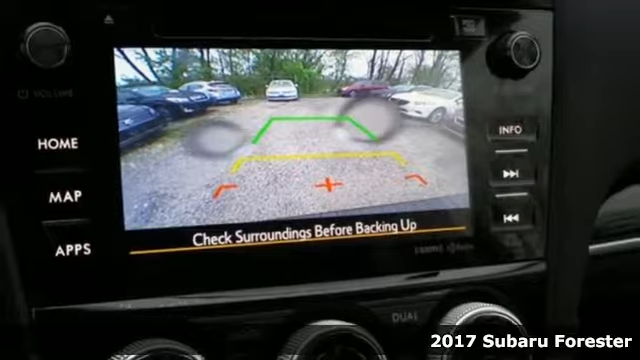 VOLUME
HOME
MAP
APPS
INFO
Check Surroundings Before Backing Up
DUAL
2017 Subaru Forester